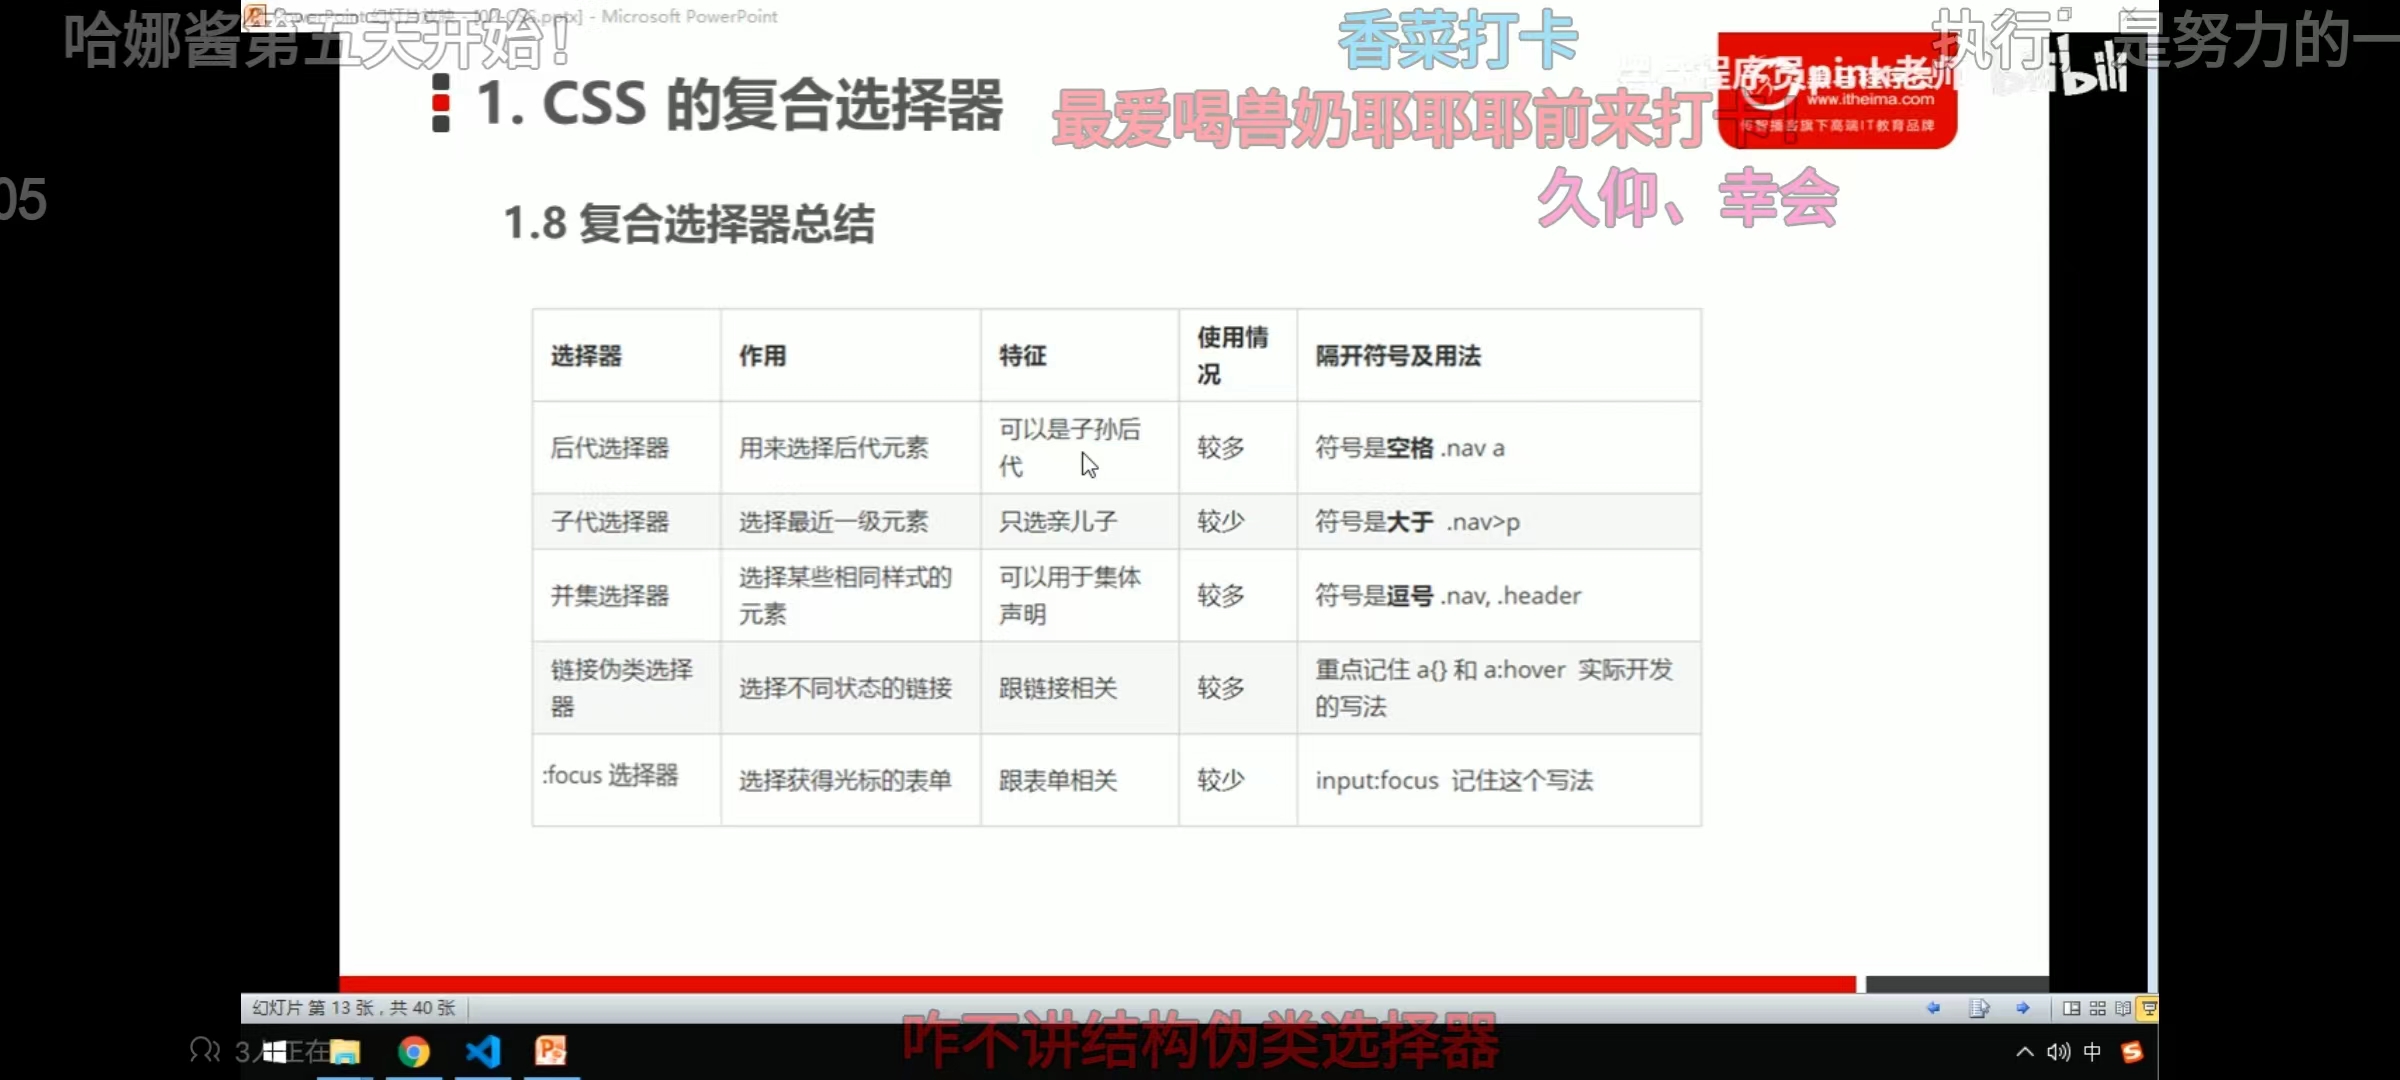 哈娜酱第五天开始！
香菜打卡
执行，是努力的一
最爱喝兽奶耶耶耶前来打卡！
久仰、幸会
05
Microsoft PowerPoint
程序员pink老师
bilibili
www.itheima.com
传智播客旗下高端IT教育品牌
1. CSS 的复合选择器
1.8 复合选择器总结
选择器 作用 特征 使用情况 隔开符号及用法
后代选择器 用来选择后代元素 可以是子孙后代 较多 符号是空格 .nav a
子代选择器 选择最近一级元素 只选亲儿子 较少 符号是大于 .nav>p
并集选择器 选择某些相同样式的元素 可以用于集体声明 较多 符号是逗号 .nav, .header
链接伪类选择器 选择不同状态的链接 跟链接相关 较多 重点记住 a{} 和 a:hover 实际开发的写法
:focus 选择器 选择获得光标的表单 跟表单相关 较少 input:focus 记住这个写法
幻灯片 第 13 张，共 40 张
咋不讲结构伪类选择器
3人正在
中